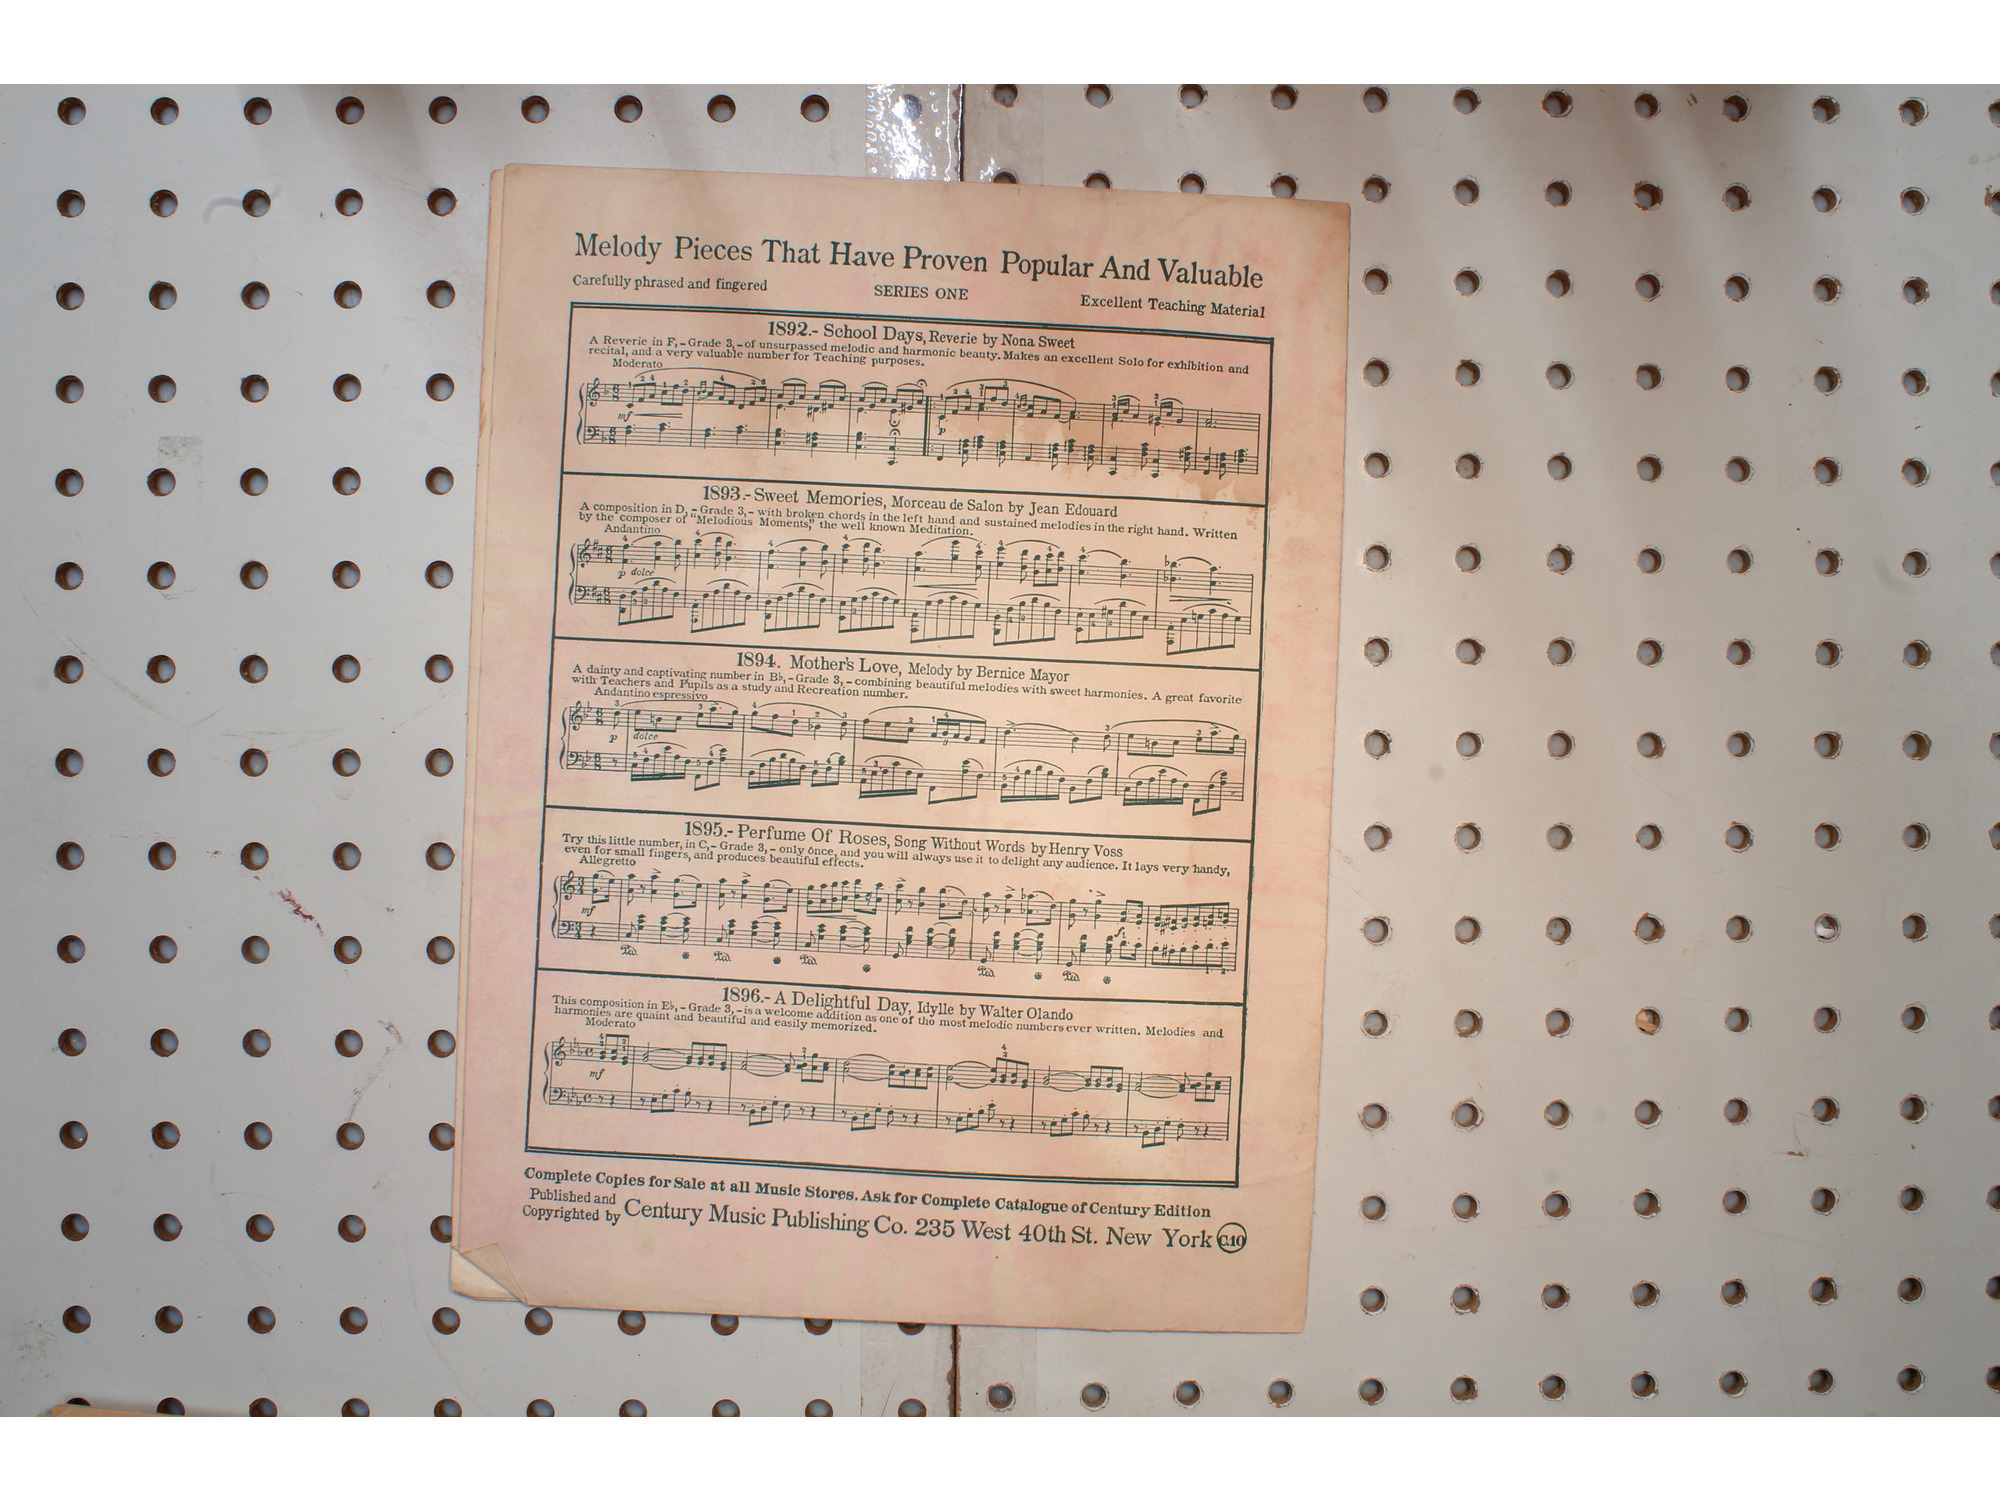 Melody Pieces That Have Proven Popular And Valuable
Carefully phrased and fingered SERIES ONE Excellent Teaching Material
1892.- School Days, Reverie by Nona Sweet
A Reverie in F, - Grade 3, - of unsurpassed melodic and harmonic beauty. Makes an excellent Solo for exhibition and
recital, and a very valuable number for Teaching purposes.
Moderato
mf
p
1893.- Sweet Memories, Morceau de Salon by Jean Edouard
A composition in D, - Grade 3, - with broken chords in the left hand and sustained melodies in the right hand. Written
by the composer of "Melodious Moments," the well known Meditation.
Andantino
p dolce
1894. Mother's Love, Melody by Bernice Mayor
A dainty and captivating number in B♭, - Grade 3, - combining beautiful melodies with sweet harmonies. A great favorite
with Teachers and Pupils as a study and Recreation number.
Andantino espressivo
p dolce
1895.- Perfume Of Roses, Song Without Words by Henry Voss
Try this little number, in C, - Grade 3, - only once, and you will always use it to delight any audience. It lays very handy,
even for small fingers, and produces beautiful effects.
Allegretto
mf
1896.- A Delightful Day, Idylle by Walter Olando
This composition in E♭, - Grade 3, - is a welcome addition as one of the most melodic numbers ever written. Melodies and
harmonies are quaint and beautiful and easily memorized.
Moderato
mf
Complete Copies for Sale at all Music Stores. Ask for Complete Catalogue of Century Edition
Published and
Copyrighted by Century Music Publishing Co. 235 West 40th St. New York C.10